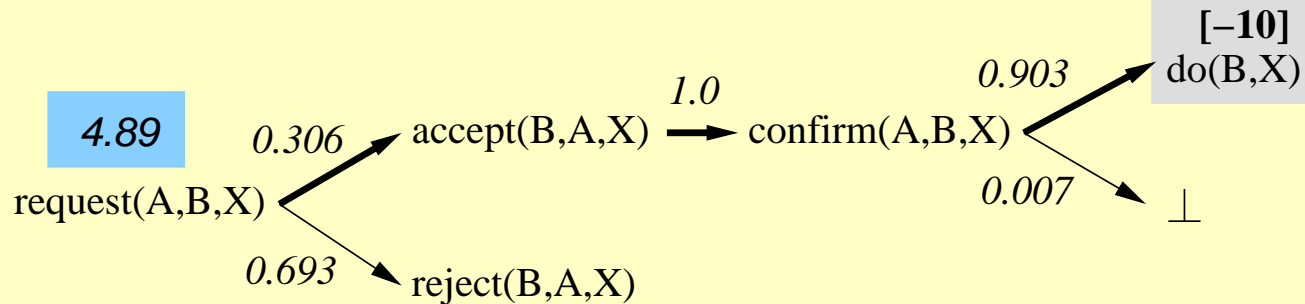 [−10]
do(B,X)
0.903
1.0
4.89
0.306
accept(B,A,X)
confirm(A,B,X)
request(A,B,X)
0.007
⊥
0.693
reject(B,A,X)